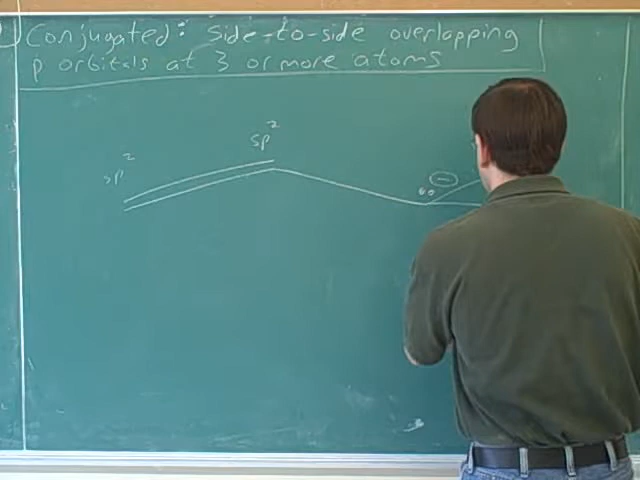 Conjugated: Side-to-side overlapping
p orbitals at 3 or more atoms
sp²
sp²